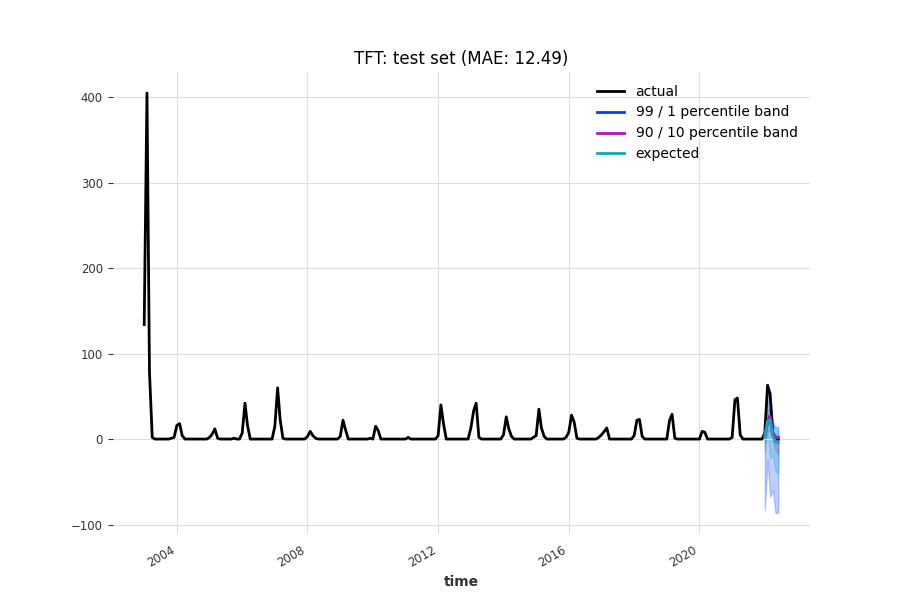 TFT: test set (MAE: 12.49)
actual
99 / 1 percentile band
90 / 10 percentile band
expected
400
300
200
100
0
−100
2004
2008
2012
2016
2020
time